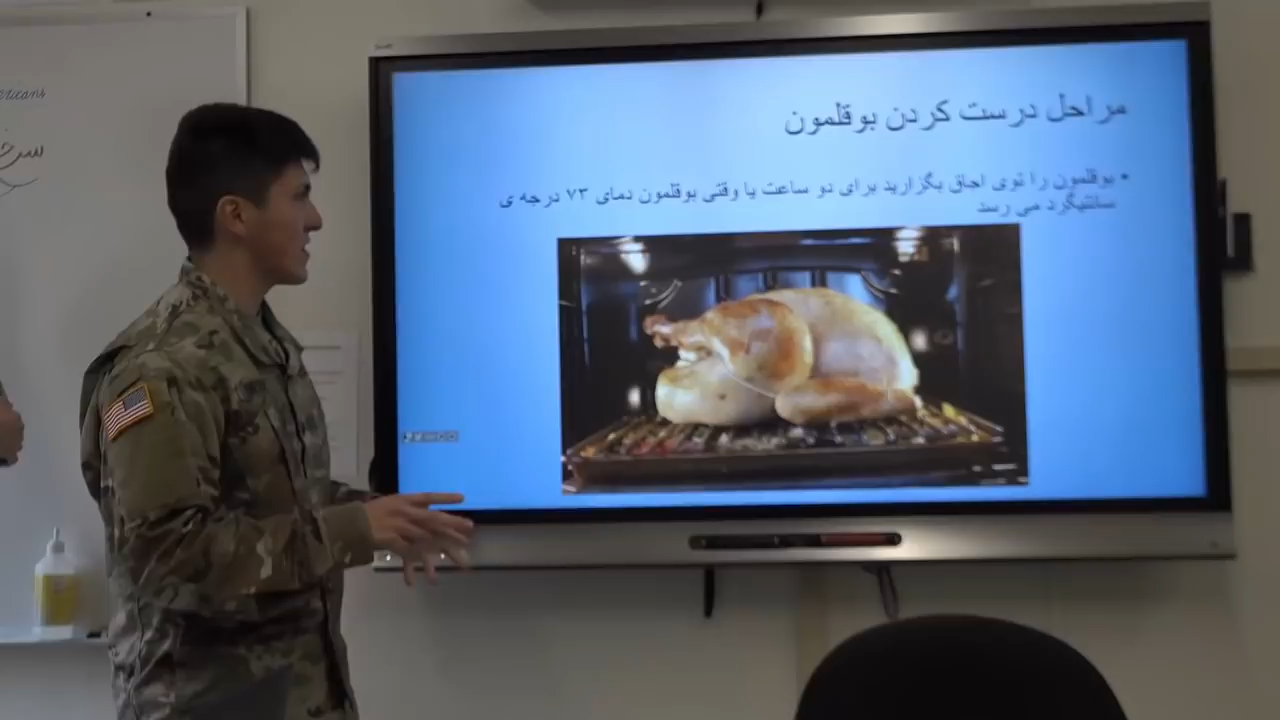 مراحل درست کردن بوقلمون
• بوقلمون را توی اجاق بگزارید برای دو ساعت یا وقتی بوقلمون دمای ۷۳ درجه ی
سانتیگرد می رسد